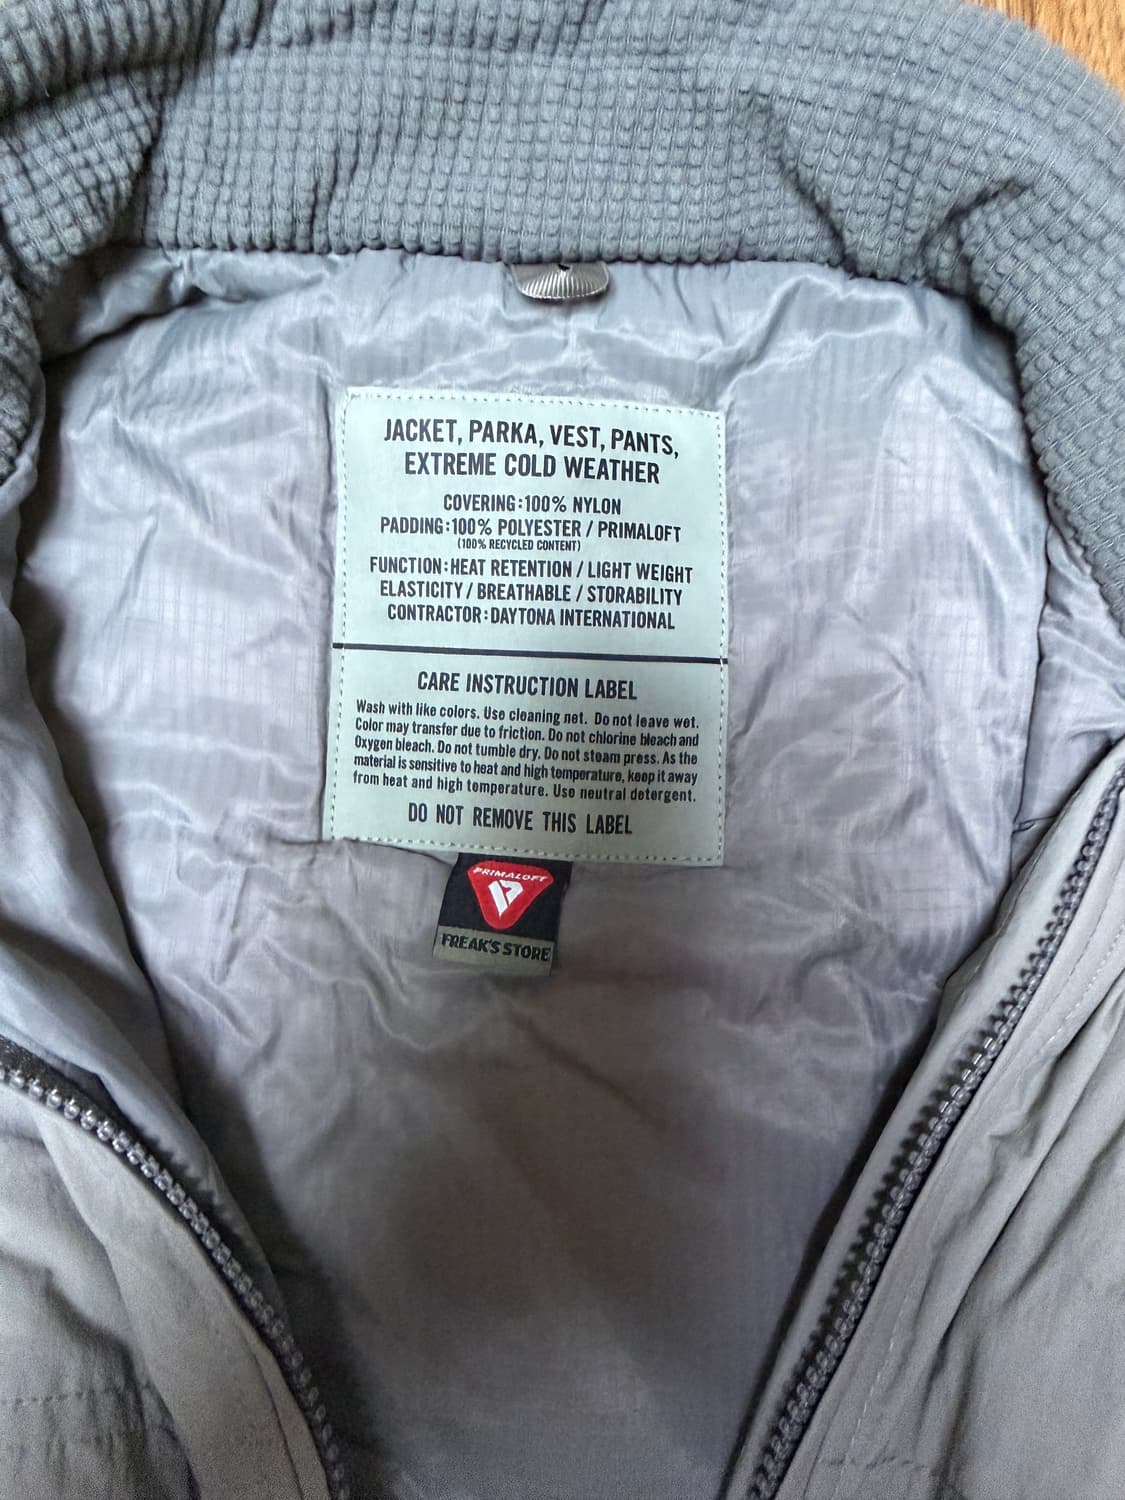 JACKET, PARKA, VEST, PANTS,
EXTREME COLD WEATHER
COVERING:100% NYLON
PADDING:100% POLYESTER / PRIMALOFT
(100% RECYCLED CONTENT)
FUNCTION:HEAT RETENTION / LIGHT WEIGHT
ELASTICITY / BREATHABLE / STORABILITY
CONTRACTOR:DAYTONA INTERNATIONAL
CARE INSTRUCTION LABEL
Wash with like colors. Use cleaning net. Do not leave wet.
Color may transfer due to friction. Do not chlorine bleach and
Oxygen bleach. Do not tumble dry. Do not steam press. As the
material is sensitive to heat and high temperature, keep it away
from heat and high temperature. Use neutral detergent.
DO NOT REMOVE THIS LABEL
PRIMALOFT
FREAK'S STORE